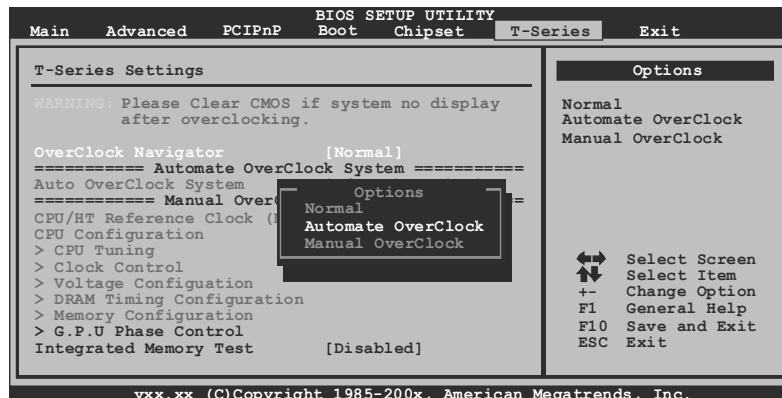 BIOS SETUP UTILITY
Main Advanced PCIPnP Boot Chipset T-Series Exit
T-Series Settings
WARNING: Please Clear CMOS if system no display
after overclocking.
OverClock Navigator [Normal]
=========== Automate OverClock System ===========
Auto OverClock System
============ Manual Over =
CPU/HT Reference Clock (
CPU Configuration
> CPU Tuning
> Clock Control
> Voltage Configuation
> DRAM Timing Configuration
> Memory Configuration
> G.P.U Phase Control
Integrated Memory Test [Disabled]
Options
Normal
Automate OverClock
Manual OverClock
Options
Normal
Automate OverClock
Manual OverClock
Select Screen
Select Item
+- Change Option
F1 General Help
F10 Save and Exit
ESC Exit
vxx.xx (C)Copyright 1985-200x, American Megatrends, Inc.